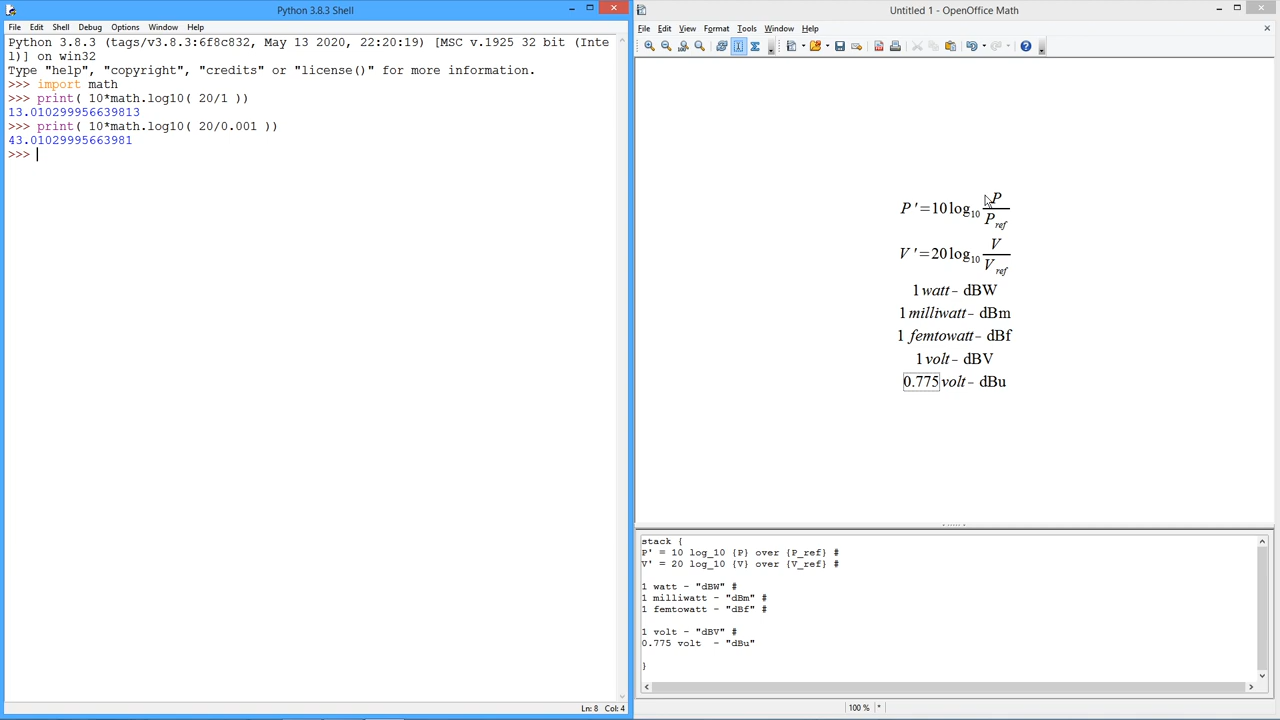 Python 3.8.3 Shell
File Edit Shell Debug Options Window Help
Python 3.8.3 (tags/v3.8.3:6f8c832, May 13 2020, 22:20:19) [MSC v.1925 32 bit (Inte
l)] on win32
Type "help", "copyright", "credits" or "license()" for more information.
>>> import math
>>> print( 10*math.log10( 20/1 ))
13.010299956639813
>>> print( 10*math.log10( 20/0.001 ))
43.01029995663981
>>>
Ln: 8 Col: 4
Untitled 1 - OpenOffice Math
File Edit View Format Tools Window Help
P ' = 10 log10 P / P ref
V ' = 20 log10 V / V ref
1 watt − dBW
1 milliwatt − dBm
1 femtowatt − dBf
1 volt − dBV
0.775 volt − dBu
stack {
P' = 10 log_10 {P} over {P_ref} #
V' = 20 log_10 {V} over {V_ref} #
1 watt - "dBW" #
1 milliwatt - "dBm" #
1 femtowatt - "dBf" #
1 volt - "dBV" #
0.775 volt  - "dBu"
}
100 % *